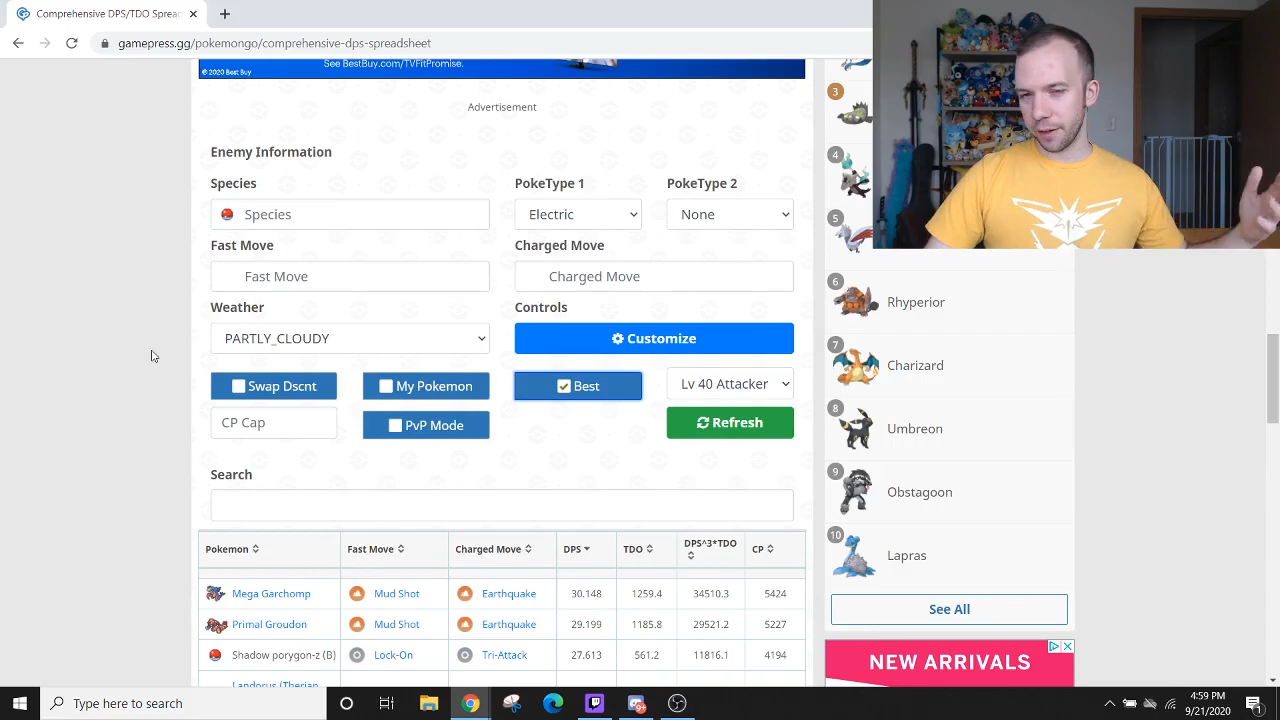 Comprehensive DPS/TDO Spreads
gamepress.gg/pokemongo/comprehensive-dps-spreadsheet
© 2020 Best Buy
See BestBuy.com/TVFitPromise.
Advertisement
Enemy Information
Species
PokeType 1
PokeType 2
Species
Electric
None
Fast Move
Charged Move
Fast Move
Charged Move
Weather
Controls
PARTLY_CLOUDY
Customize
Swap Dscnt
My Pokemon
Best
Lv 40 Attacker
CP Cap
PvP Mode
Refresh
Search
Pokemon
Fast Move
Charged Move
DPS
TDO
DPS^3*TDO
CP
Mega Garchomp
Mud Shot
Earthquake
30.148
1259.4
34510.3
5424
Primal Groudon
Mud Shot
Earthquake
29.199
1185.8
29521.2
5227
Shadow porygon-z (B)
Lock-On
Tri-Attack
27.613
561.2
11816.1
4194
Landorus (Therian
3
4
5
6
Rhyperior
7
Charizard
8
Umbreon
9
Obstagoon
10
Lapras
See All
NEW ARRIVALS
Type here to search
4:59 PM
9/21/2020